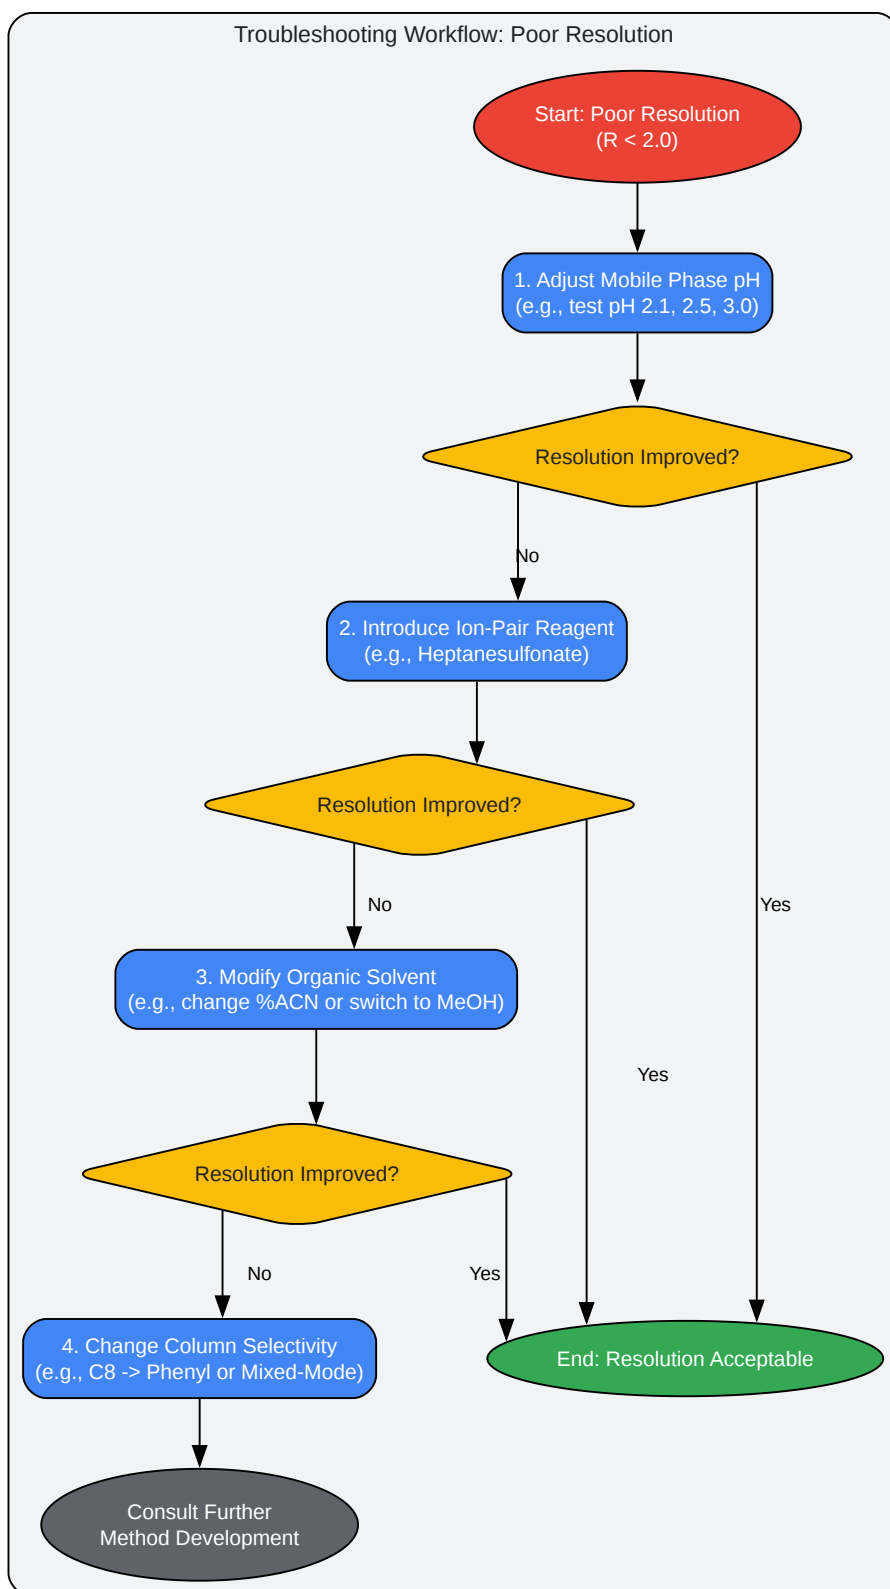 Troubleshooting Workflow: Poor Resolution
Start: Poor Resolution
(R < 2.0)
1. Adjust Mobile Phase pH
(e.g., test pH 2.1, 2.5, 3.0)
Resolution Improved?
No
2. Introduce Ion-Pair Reagent
(e.g., Heptanesulfonate)
Resolution Improved?
No
Yes
3. Modify Organic Solvent
(e.g., change %ACN or switch to MeOH)
Yes
Resolution Improved?
No
Yes
4. Change Column Selectivity
(e.g., C8 -> Phenyl or Mixed-Mode)
End: Resolution Acceptable
Consult Further
Method Development